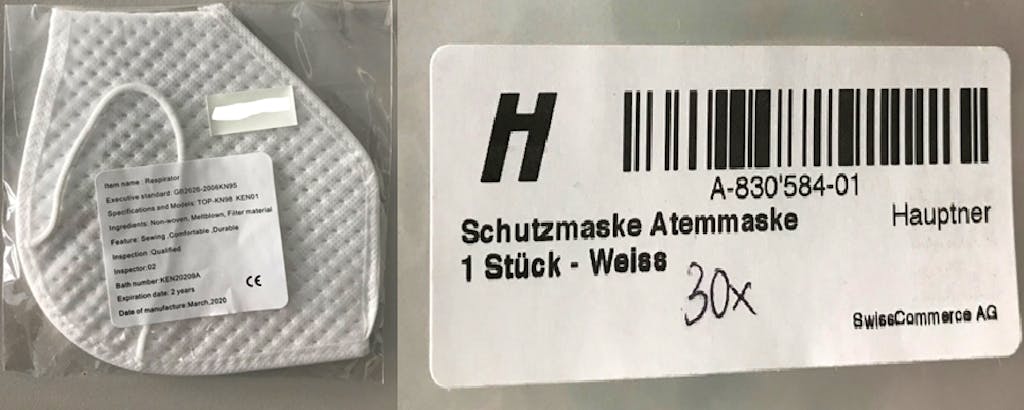 Item name : Respirator
Executive standard: GB2626-2006KN95
Specifications and Models: TOP-KN98 KEN01
Ingredients: Non-woven, Meltblown, Filter material
Feature: Sewing ,Comfortable ,Durable
Inspection :Qualified
Inspector:02
Bath number:KEN20209A
Expiration date: 2 years
Date of manufacture:March,2020
CE
H
A-830'584-01
Schutzmaske Atemmaske
Hauptner
1 Stück - Weiss
30x
SwissCommerce AG